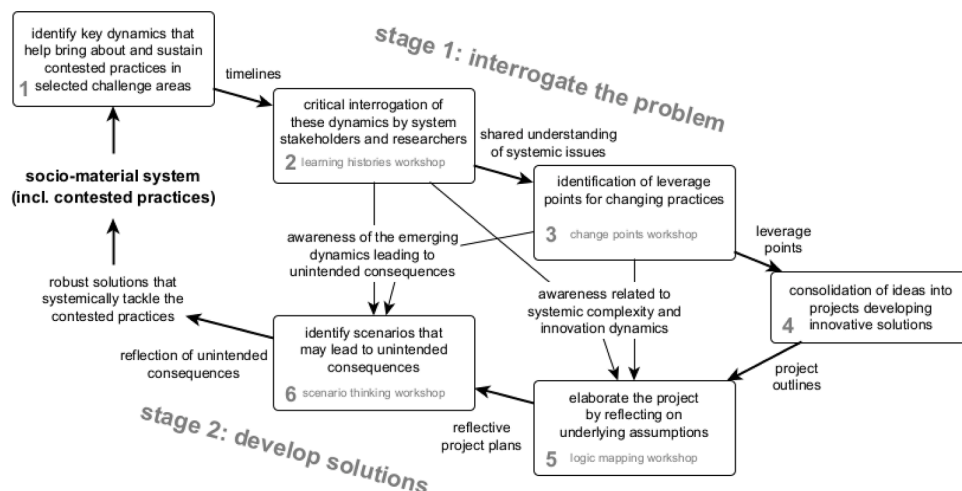 stage 1: interrogate the problem
identify key dynamics that
help bring about and sustain
contested practices in
selected challenge areas
1
timelines
critical interrogation of
these dynamics by system
stakeholders and researchers
2 learning histories workshop
shared understanding
of systemic issues
identification of leverage
points for changing practices
3 change points workshop
leverage
points
consolidation of ideas into
projects developing
innovative solutions
4
project
outlines
awareness of the emerging
dynamics leading to
unintended consequences
awareness related to
systemic complexity and
innovation dynamics
elaborate the project
by reflecting on
underlying assumptions
5 logic mapping workshop
reflective
project plans
identify scenarios that
may lead to unintended
consequences
6 scenario thinking workshop
reflection of unintended
consequences
robust solutions that
systemically tackle the
contested practices
socio-material system
(incl. contested practices)
stage 2: develop solutions